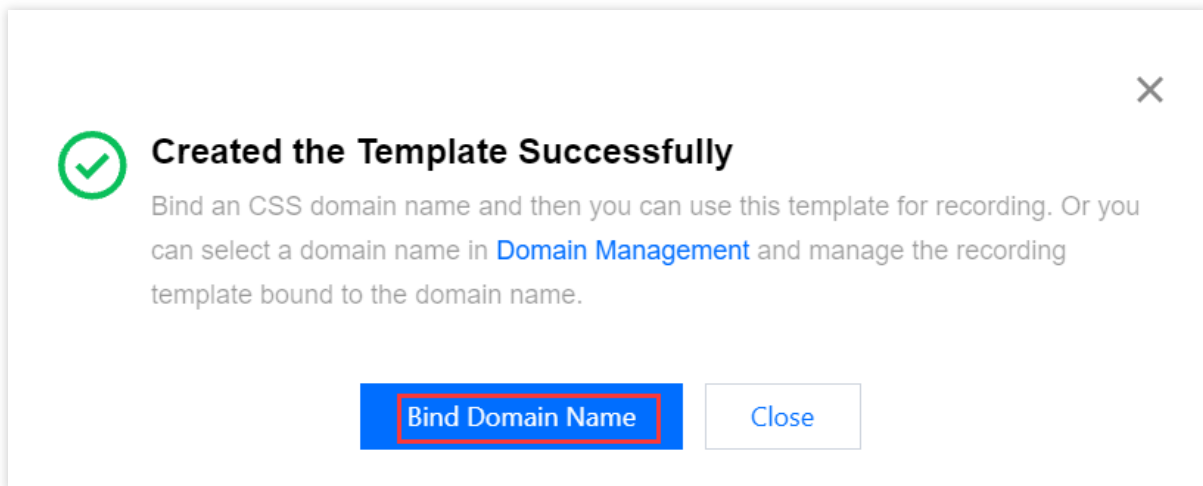 Created the Template Successfully
Bind an CSS domain name and then you can use this template for recording. Or you
can select a domain name in Domain Management and manage the recording
template bound to the domain name.
Bind Domain Name
Close